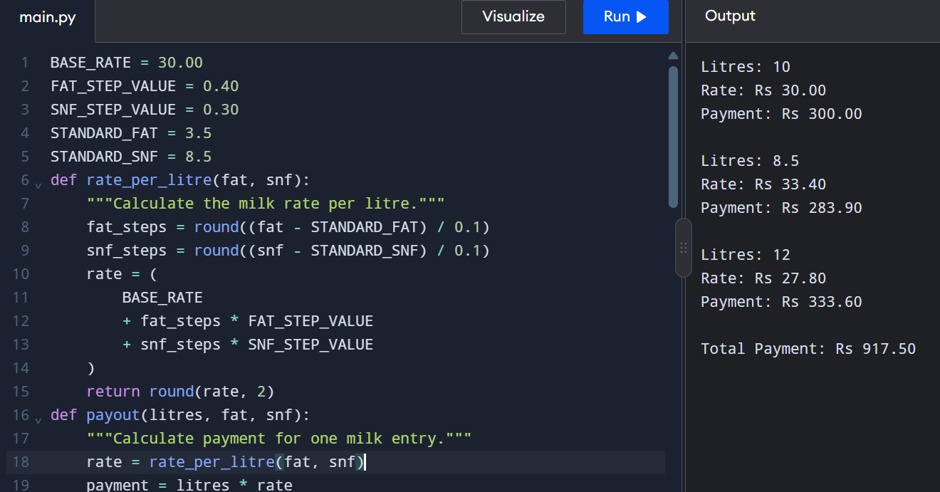 main.py
Visualize
Run
Output
1 BASE_RATE = 30.00
2 FAT_STEP_VALUE = 0.40
3 SNF_STEP_VALUE = 0.30
4 STANDARD_FAT = 3.5
5 STANDARD_SNF = 8.5
6 def rate_per_litre(fat, snf):
7     """Calculate the milk rate per litre."""
8     fat_steps = round((fat - STANDARD_FAT) / 0.1)
9     snf_steps = round((snf - STANDARD_SNF) / 0.1)
10     rate = (
11         BASE_RATE
12         + fat_steps * FAT_STEP_VALUE
13         + snf_steps * SNF_STEP_VALUE
14     )
15     return round(rate, 2)
16 def payout(litres, fat, snf):
17     """Calculate payment for one milk entry."""
18     rate = rate_per_litre(fat, snf)
19     payment = litres * rate
Litres: 10
Rate: Rs 30.00
Payment: Rs 300.00
Litres: 8.5
Rate: Rs 33.40
Payment: Rs 283.90
Litres: 12
Rate: Rs 27.80
Payment: Rs 333.60
Total Payment: Rs 917.50